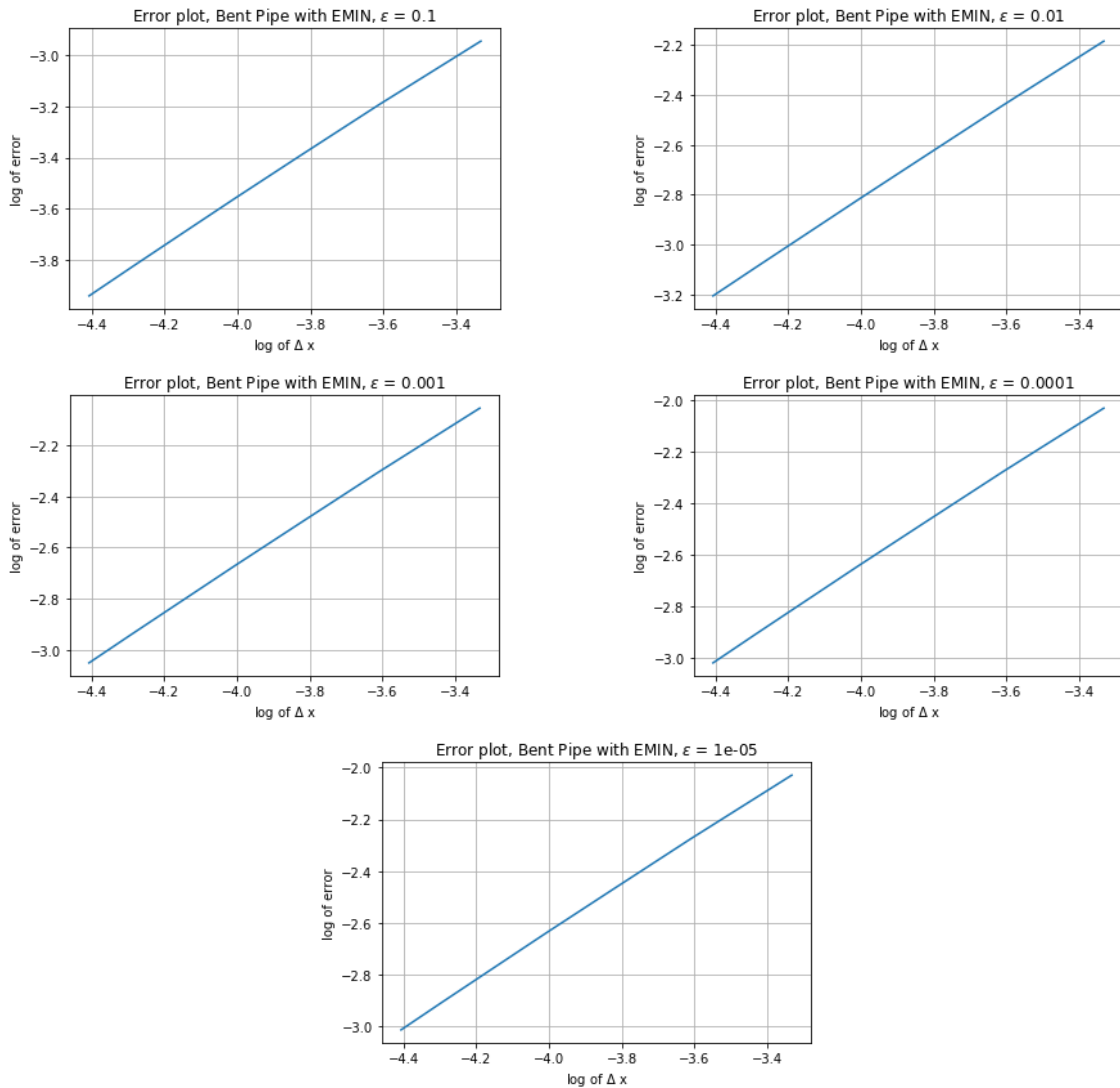 Error plot, Bent Pipe with EMIN, ε = 0.1
−3.0
−3.2
−3.4
−3.6
−3.8
log of error
−4.4 −4.2 −4.0 −3.8 −3.6 −3.4
log of Δ x
Error plot, Bent Pipe with EMIN, ε = 0.01
−2.2
−2.4
−2.6
−2.8
−3.0
−3.2
log of error
−4.4 −4.2 −4.0 −3.8 −3.6 −3.4
log of Δ x
Error plot, Bent Pipe with EMIN, ε = 0.001
−2.2
−2.4
−2.6
−2.8
−3.0
log of error
−4.4 −4.2 −4.0 −3.8 −3.6 −3.4
log of Δ x
Error plot, Bent Pipe with EMIN, ε = 0.0001
−2.0
−2.2
−2.4
−2.6
−2.8
−3.0
log of error
−4.4 −4.2 −4.0 −3.8 −3.6 −3.4
log of Δ x
Error plot, Bent Pipe with EMIN, ε = 1e-05
−2.0
−2.2
−2.4
−2.6
−2.8
−3.0
log of error
−4.4 −4.2 −4.0 −3.8 −3.6 −3.4
log of Δ x